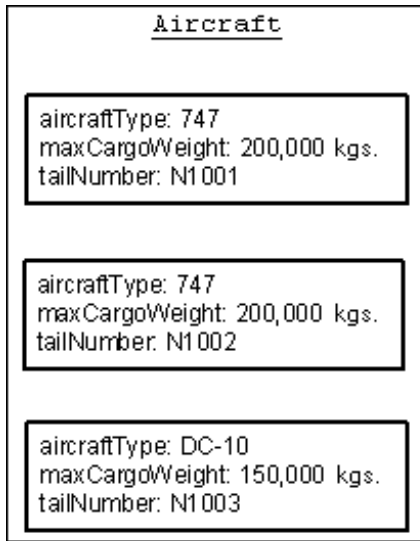 Aircraft
aircraftType: 747
maxCargoWeight: 200,000 kgs.
tailNumber: N1001
aircraftType: 747
maxCargoWeight: 200,000 kgs.
tailNumber: N1002
aircraftType: DC-10
maxCargoWeight: 150,000 kgs.
tailNumber: N1003